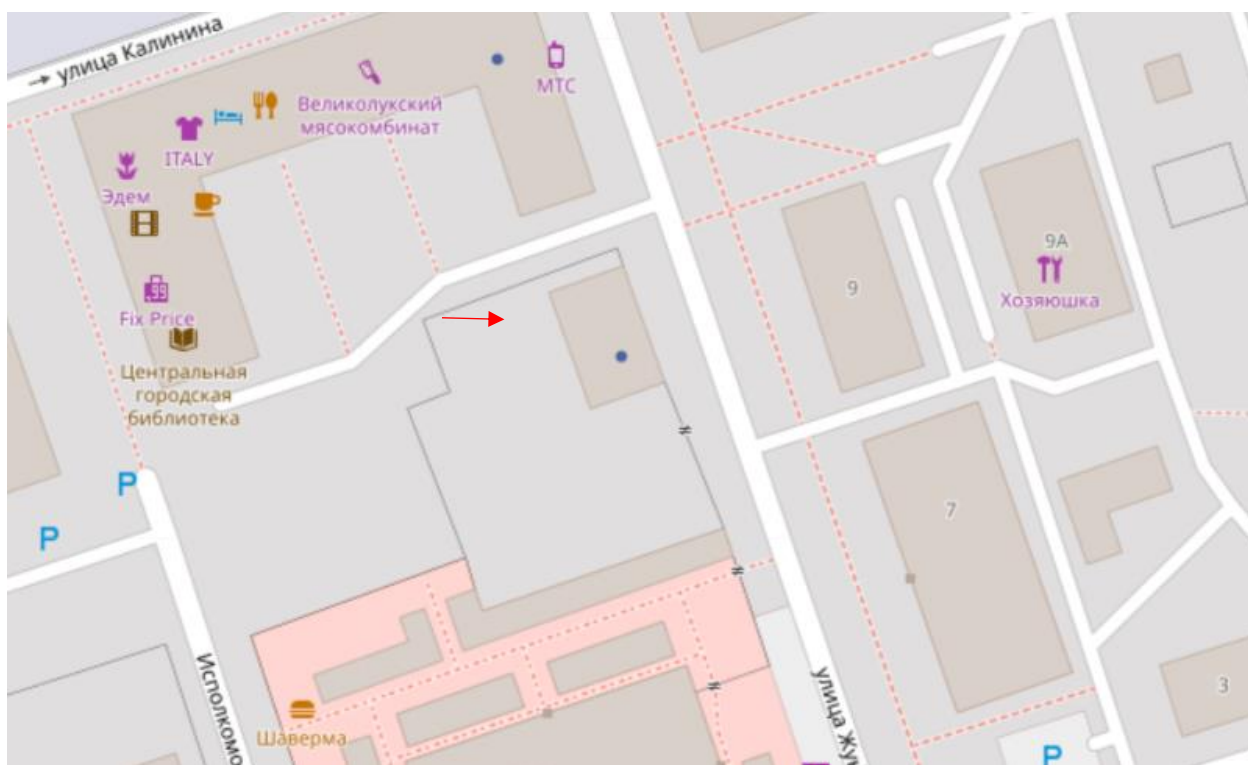 → улица Калинина
МТС
Великолукский
мясокомбинат
ITALY
Эдем
9А
9
Хозяюшка
.99
Fix Price
Центральная
городская
библиотека
P
P
7
Исполкомо
улица Жу
3
Шаверма
P